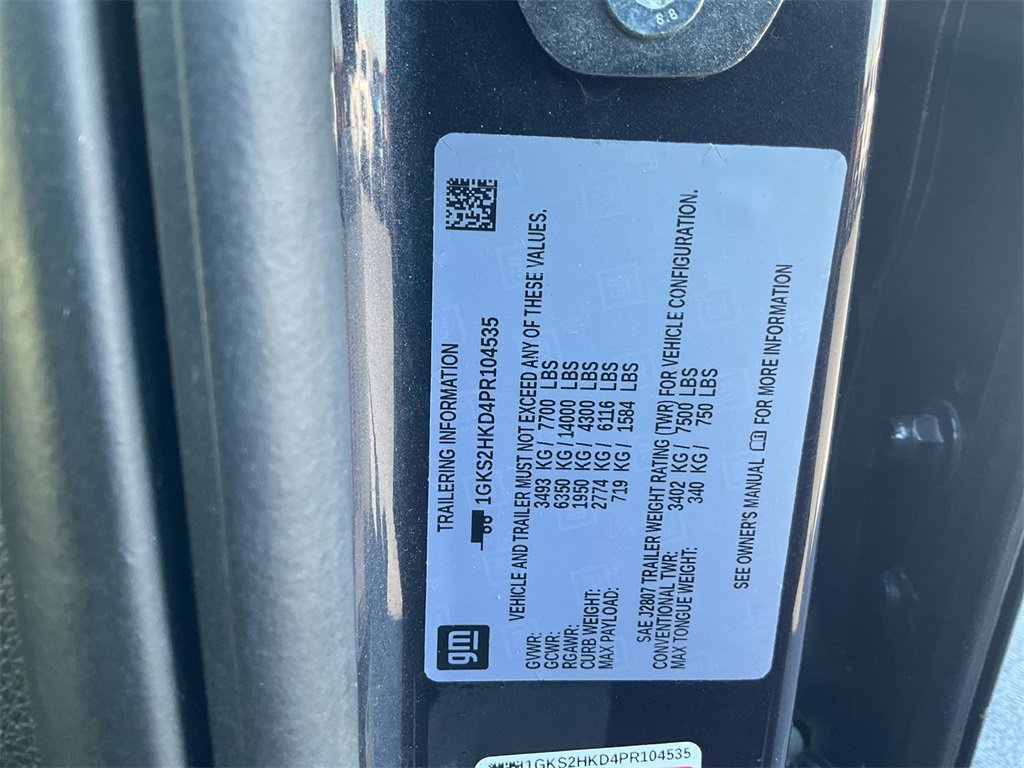 8.8
gm
TRAILERING INFORMATION
1GKS2HKD4PR104535
VEHICLE AND TRAILER MUST NOT EXCEED ANY OF THESE VALUES.
GVWR: 3493 KG / 7700 LBS
GCWR: 6350 KG / 14000 LBS
RGAWR: 1950 KG / 4300 LBS
CURB WEIGHT: 2774 KG / 6116 LBS
MAX PAYLOAD: 719 KG / 1584 LBS
SAE J2807 TRAILER WEIGHT RATING (TWR) FOR VEHICLE CONFIGURATION.
CONVENTIONAL TWR: 3402 KG / 7500 LBS
MAX TONGUE WEIGHT: 340 KG / 750 LBS
SEE OWNER'S MANUAL FOR MORE INFORMATION
1GKS2HKD4PR104535